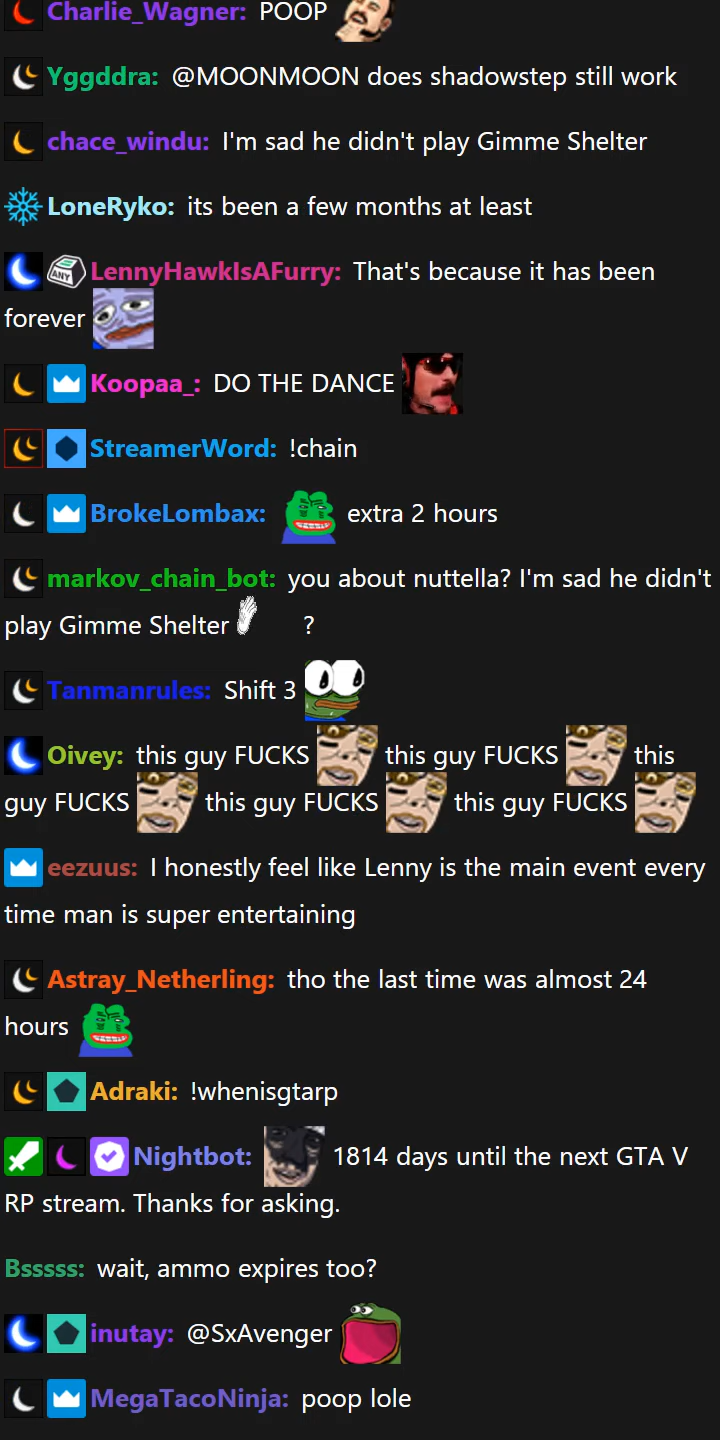 Charlie_Wagner: POOP
Yggddra: @MOONMOON does shadowstep still work
chace_windu: I'm sad he didn't play Gimme Shelter
LoneRyko: its been a few months at least
ANY LennyHawkIsAFurry: That's because it has been
forever
Koopaa_: DO THE DANCE
StreamerWord: !chain
BrokeLombax: extra 2 hours
markov_chain_bot: you about nuttella? I'm sad he didn't
play Gimme Shelter ?
Tanmanrules: Shift 3
Oivey: this guy FUCKS this guy FUCKS this
guy FUCKS this guy FUCKS this guy FUCKS
eezuus: I honestly feel like Lenny is the main event every
time man is super entertaining
Astray_Netherling: tho the last time was almost 24
hours
Adraki: !whenisgtarp
Nightbot: 1814 days until the next GTA V
RP stream. Thanks for asking.
Bsssss: wait, ammo expires too?
inutay: @SxAvenger
MegaTacoNinja: poop lole